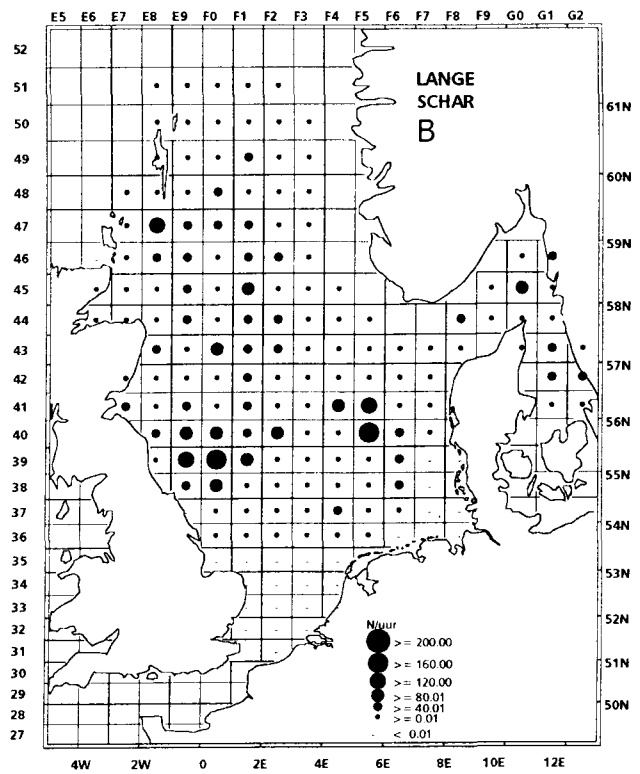 E5 E6 E7 E8 E9 F0 F1 F2 F3 F4 F5 F6 F7 F8 F9 G0 G1 G2
52
51
50
49
48
47
46
45
44
43
42
41
40
39
38
37
36
35
34
33
32
31
30
29
28
27
LANGE
SCHAR
B
61N
60N
59N
58N
57N
56N
55N
54N
53N
52N
51N
50N
N/uur
>= 200.00
>= 160.00
>= 120.00
>= 80.01
>= 40.01
>= 0.01
< 0.01
4W 2W 0 2E 4E 6E 8E 10E 12E